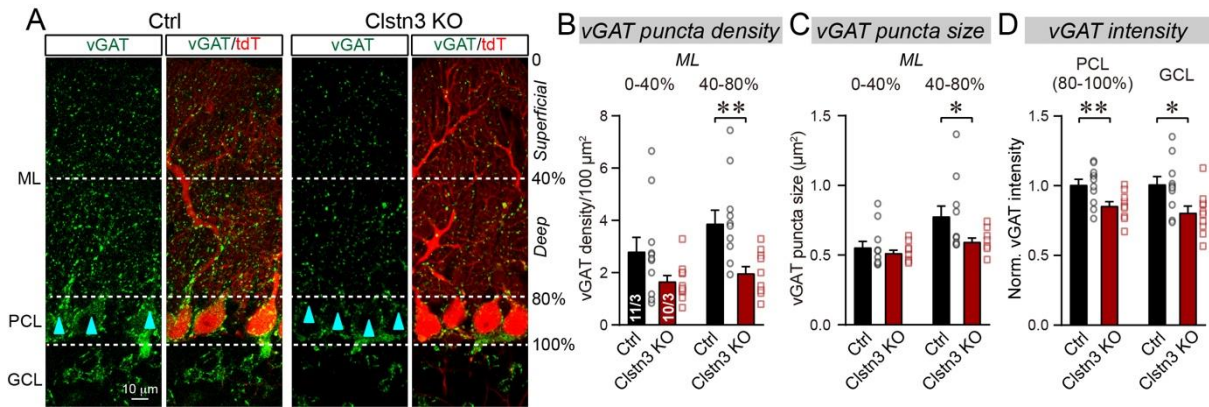 A
Ctrl
Clstn3 KO
vGAT
vGAT/tdT
vGAT
vGAT/tdT
0
Superficial
ML
40%
Deep
80%
PCL
100%
GCL
10 μm
B
vGAT puncta density
ML
0-40%
40-80%
**
vGAT density/100 μm²
8
6
4
2
0
11/3
10/3
Ctrl
Clstn3 KO
Ctrl
Clstn3 KO
C
vGAT puncta size
ML
0-40%
40-80%
*
vGAT puncta size (μm²)
1.5
1.0
0.5
0.0
Ctrl
Clstn3 KO
Ctrl
Clstn3 KO
D
vGAT intensity
PCL
(80-100%)
GCL
**
*
Norm. vGAT intensity
1.5
1.0
0.5
0.0
Ctrl
Clstn3 KO
Ctrl
Clstn3 KO